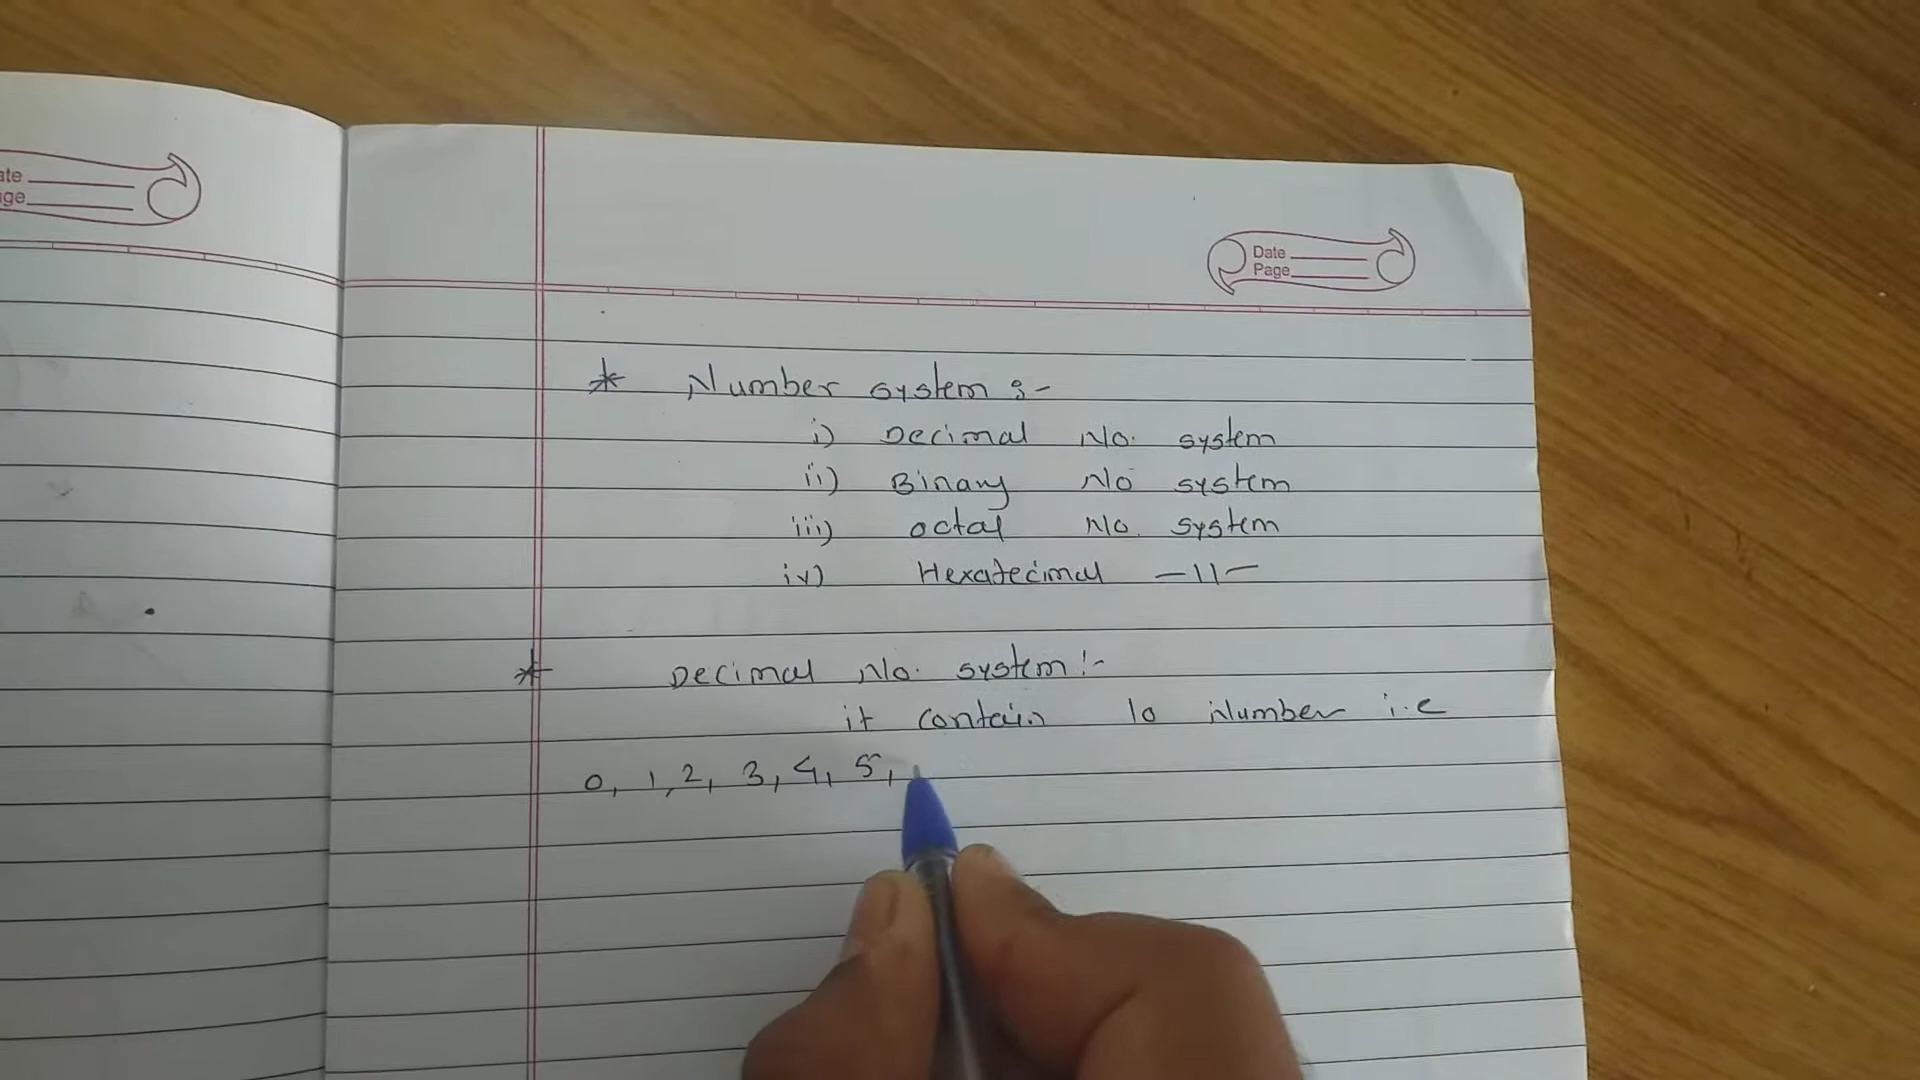 ate
ge
Date
Page
* Number system :-
i) Decimal No. system
ii) Binary No system
iii) octal No. system
iv) Hexatecimal —11—
* Decimal No. system :-
it contain 10 Number i.e
0, 1, 2, 3, 4, 5,